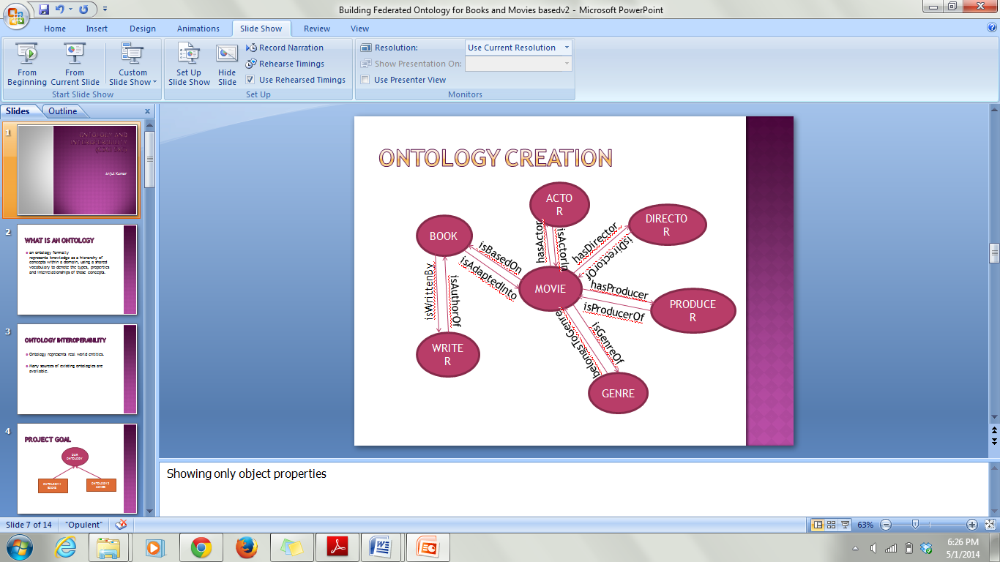 Building Federated Ontology for Books and Movies basedv2 - Microsoft PowerPoint
Home Insert Design Animations Slide Show Review View
From Beginning
From Current Slide
Custom Slide Show
Start Slide Show
Set Up Slide Show
Hide Slide
Record Narration
Rehearse Timings
Use Rehearsed Timings
Set Up
Resolution: Use Current Resolution
Show Presentation On:
Use Presenter View
Monitors
Slides Outline
1
ONTOLOGY AND
INTEROPERABILITY
anjul Kumar
2
WHAT IS AN ONTOLOGY
an ontology formally
represents knowledge as a hierarchy of
concepts within a domain, using a shared
vocabulary to denote the types, properties
and interrelationships of those concepts.
3
ONTOLOGY INTEROPERABILITY
Ontology represents real world entities.
Many sources of existing ontologies are
available.
4
PROJECT GOAL
OUR
ONTOLOGY
ONTOLOGY 1
BOOKS
ONTOLOGY 2
MOVIES
ONTOLOGY CREATION
ACTO
R
DIRECTO
R
BOOK
hasActor
isActorIn
hasDirector
isDirectorOf
isBasedOn
isAdaptedInto
MOVIE
hasProducer
isProducerOf
PRODUCE
R
isWrittenBy
isAuthorOf
isGenreOf
belongsToGenre
WRITE
R
GENRE
Showing only object properties
Slide 7 of 14 "Opulent" 63%
6:26 PM
5/1/2014